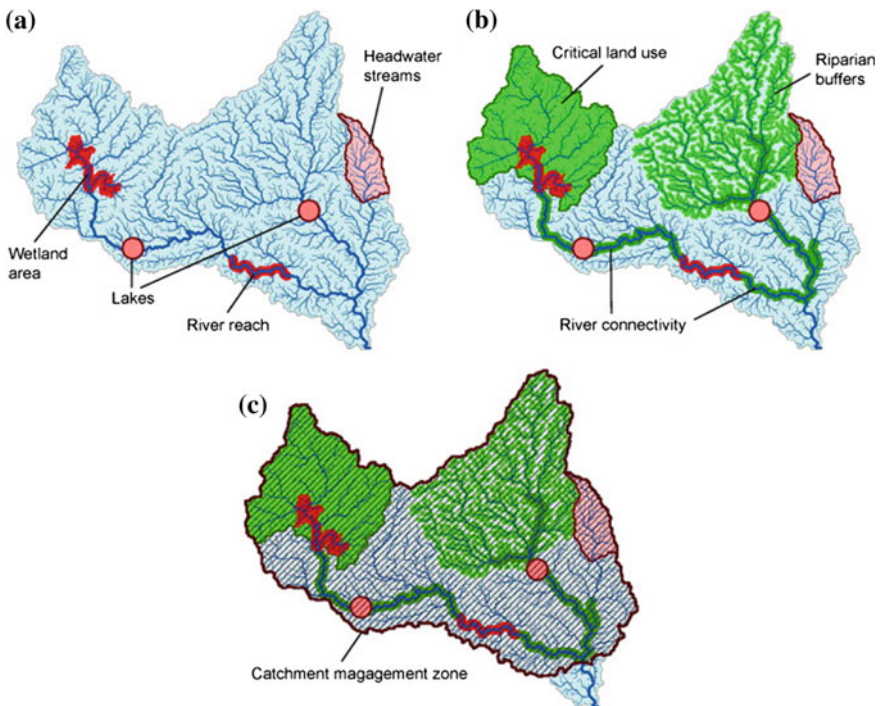 (a)
Headwater
streams
Wetland
area
Lakes
River reach
(b)
Critical land use
Riparian
buffers
River connectivity
(c)
Catchment magagement zone